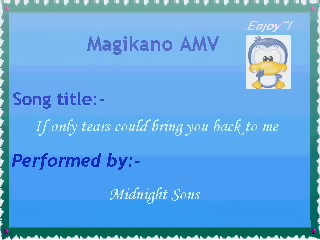 Enjoy~!
Magikano AMV
Song title:-
If only tears could bring you back to me
Performed by:-
Midnight Sons